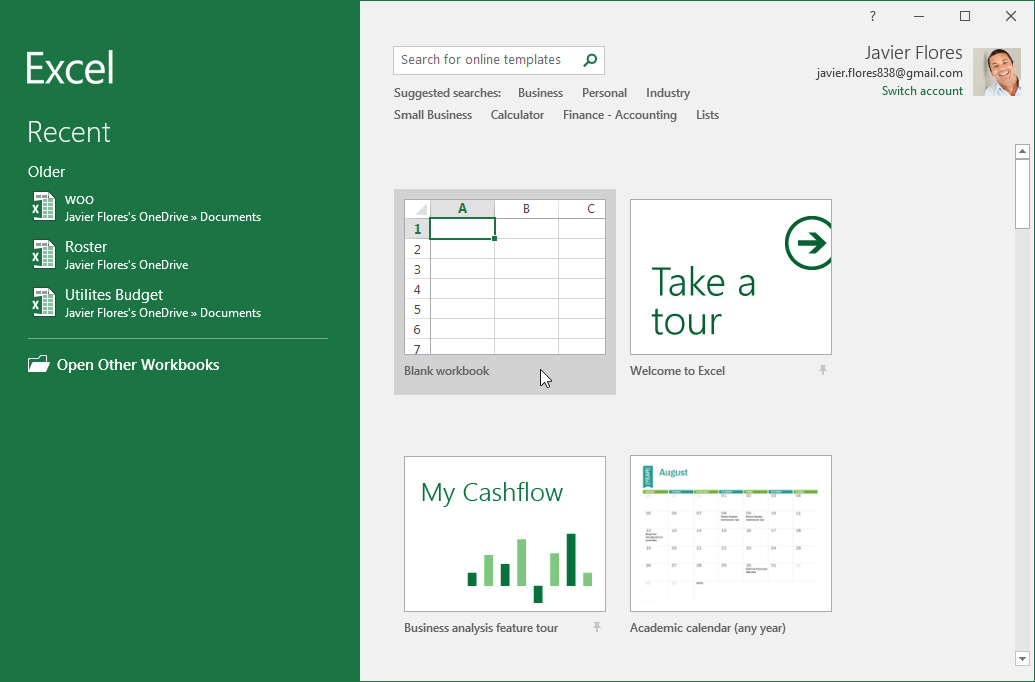 Excel
Recent
Older
woo
Javier Flores's OneDrive » Documents
Roster
Javier Flores's OneDrive
Utilites Budget
Javier Flores's OneDrive » Documents
Open Other Workbooks
?
Search for online templates
Suggested searches: Business Personal Industry
Small Business Calculator Finance - Accounting Lists
Javier Flores
javier.flores838@gmail.com
Switch account
A B C
1
2
3
4
5
6
7
Blank workbook
Take a
tour
Welcome to Excel
My Cashflow
Business analysis feature tour
[YEAR]
August
Academic calendar (any year)